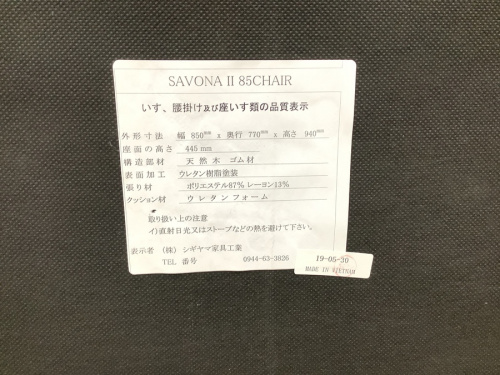 SAVONA II 85CHAIR
いす、腰掛け及び座いす類の品質表示
外形寸法 幅 850mm x 奥行 770mm x 高さ 940mm
座面の高さ 445mm
構造部材 天然木 ゴム材
表面加工 ウレタン樹脂塗装
張り材 ポリエステル87% レーヨン13%
クッション材 ウレタンフォーム
取り扱い上の注意
イ)直射日光又はストーブなどの熱を避けて下さい。
表示者 (株) シギヤマ家具工業
TEL 番号 0944-63-3826
19-05-20
MADE IN VIETNAM